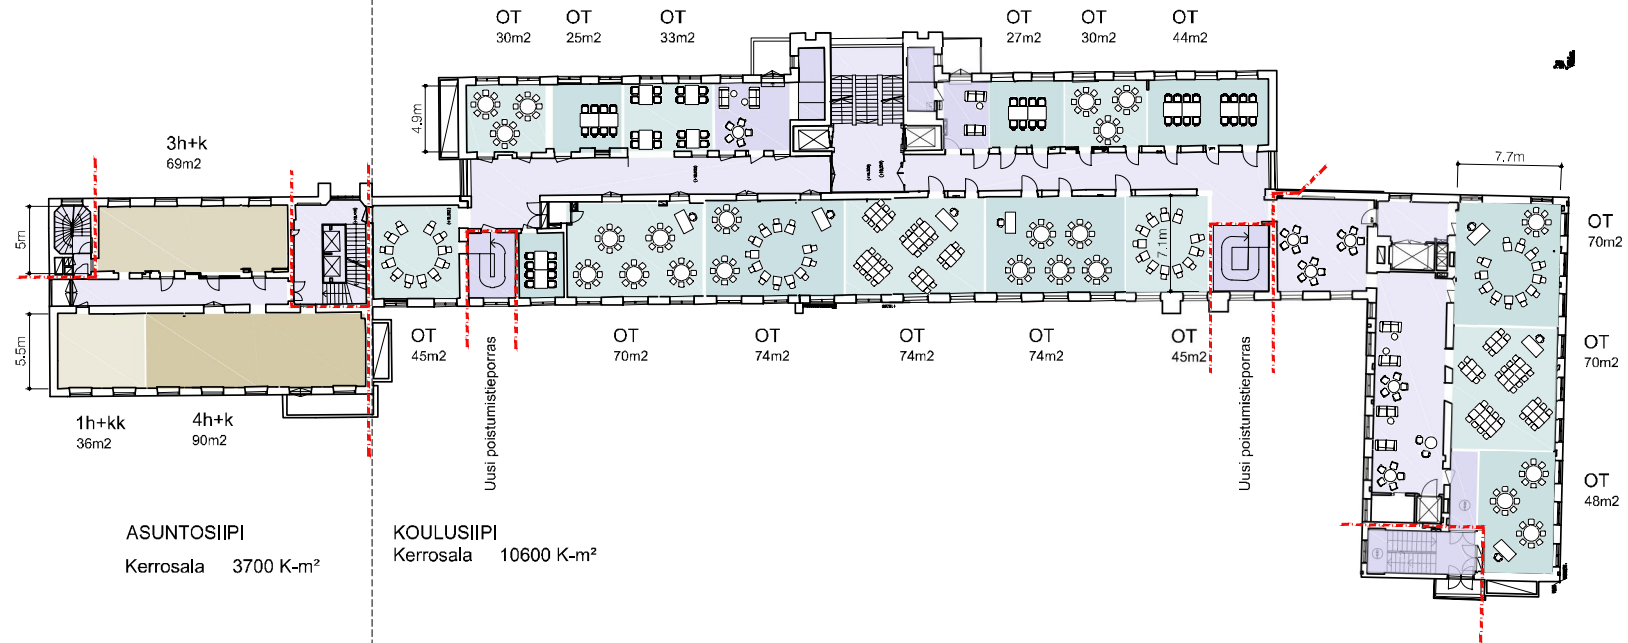 OT
30m2
OT
25m2
OT
33m2
OT
27m2
OT
30m2
OT
44m2
4.9m
3h+k
69m2
7.7m
5m
7.1m
OT
70m2
5.5m
OT
45m2
Uusi poistumistieporras
OT
70m2
OT
74m2
OT
74m2
OT
74m2
OT
45m2
Uusi poistumistieporras
OT
70m2
1h+kk
36m2
4h+k
90m2
OT
48m2
ASUNTOSIIPI
Kerrosala 3700 K-m²
KOULUSIIPI
Kerrosala 10600 K-m²